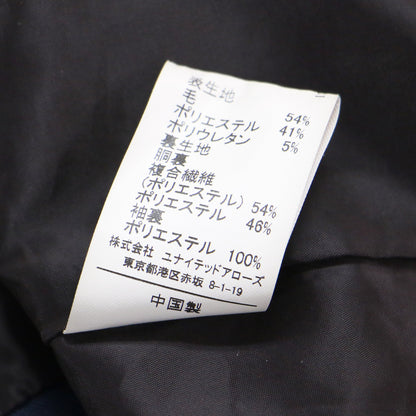 表生地
毛 54%
ポリエステル 41%
ポリウレタン 5%
裏生地
胴裏
複合繊維
(ポリエステル) 54%
ポリエステル 46%
袖裏
ポリエステル 100%
株式会社 ユナイテッドアローズ
東京都港区赤坂 8-1-19
中国製